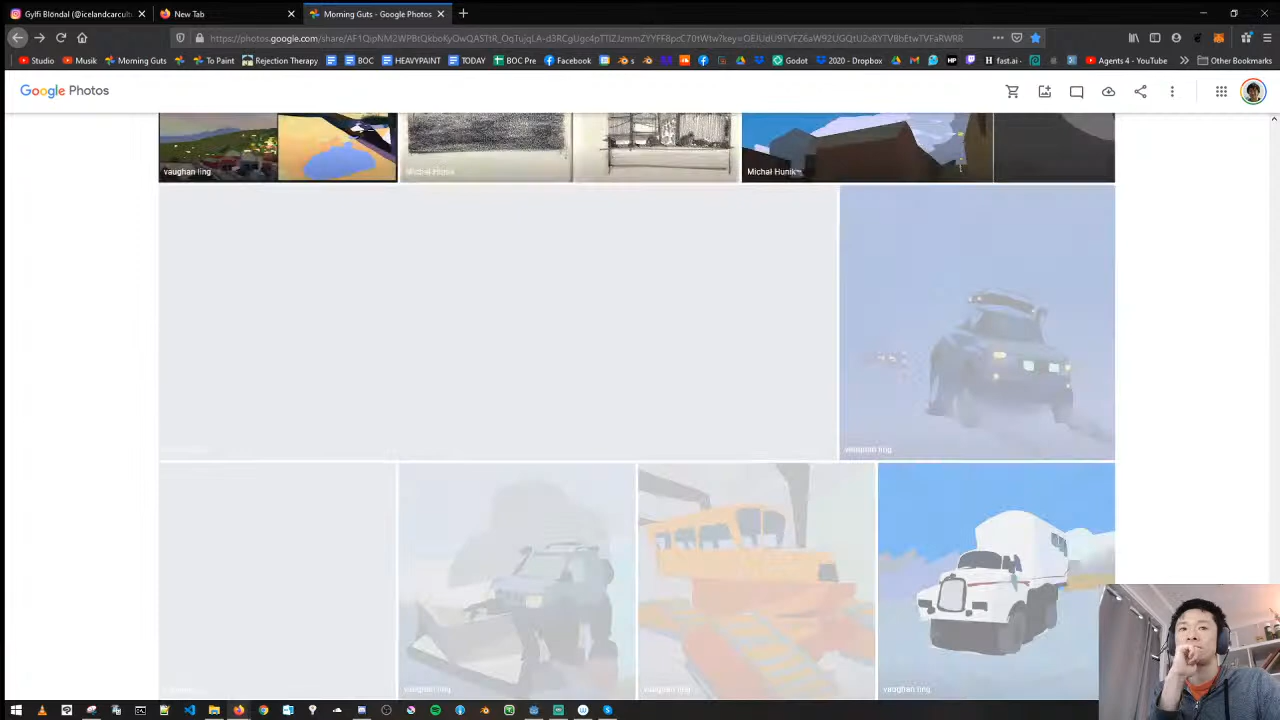 Gylfi Blöndal (@icelandcarcult
New Tab
Morning Guts - Google Photos
Studio
Musik
Morning Guts
To Paint
Rejection Therapy
BOC
HEAVYPAINT
TODAY
BOC Pre
Facebook
s
Godot
2020 - Dropbox
fast.ai
Agents 4 - YouTube
Other Bookmarks
Google Photos
vaughan ling
Michał Hunik
vaughan ling
vaughan ling
vaughan ling
vaughan ling